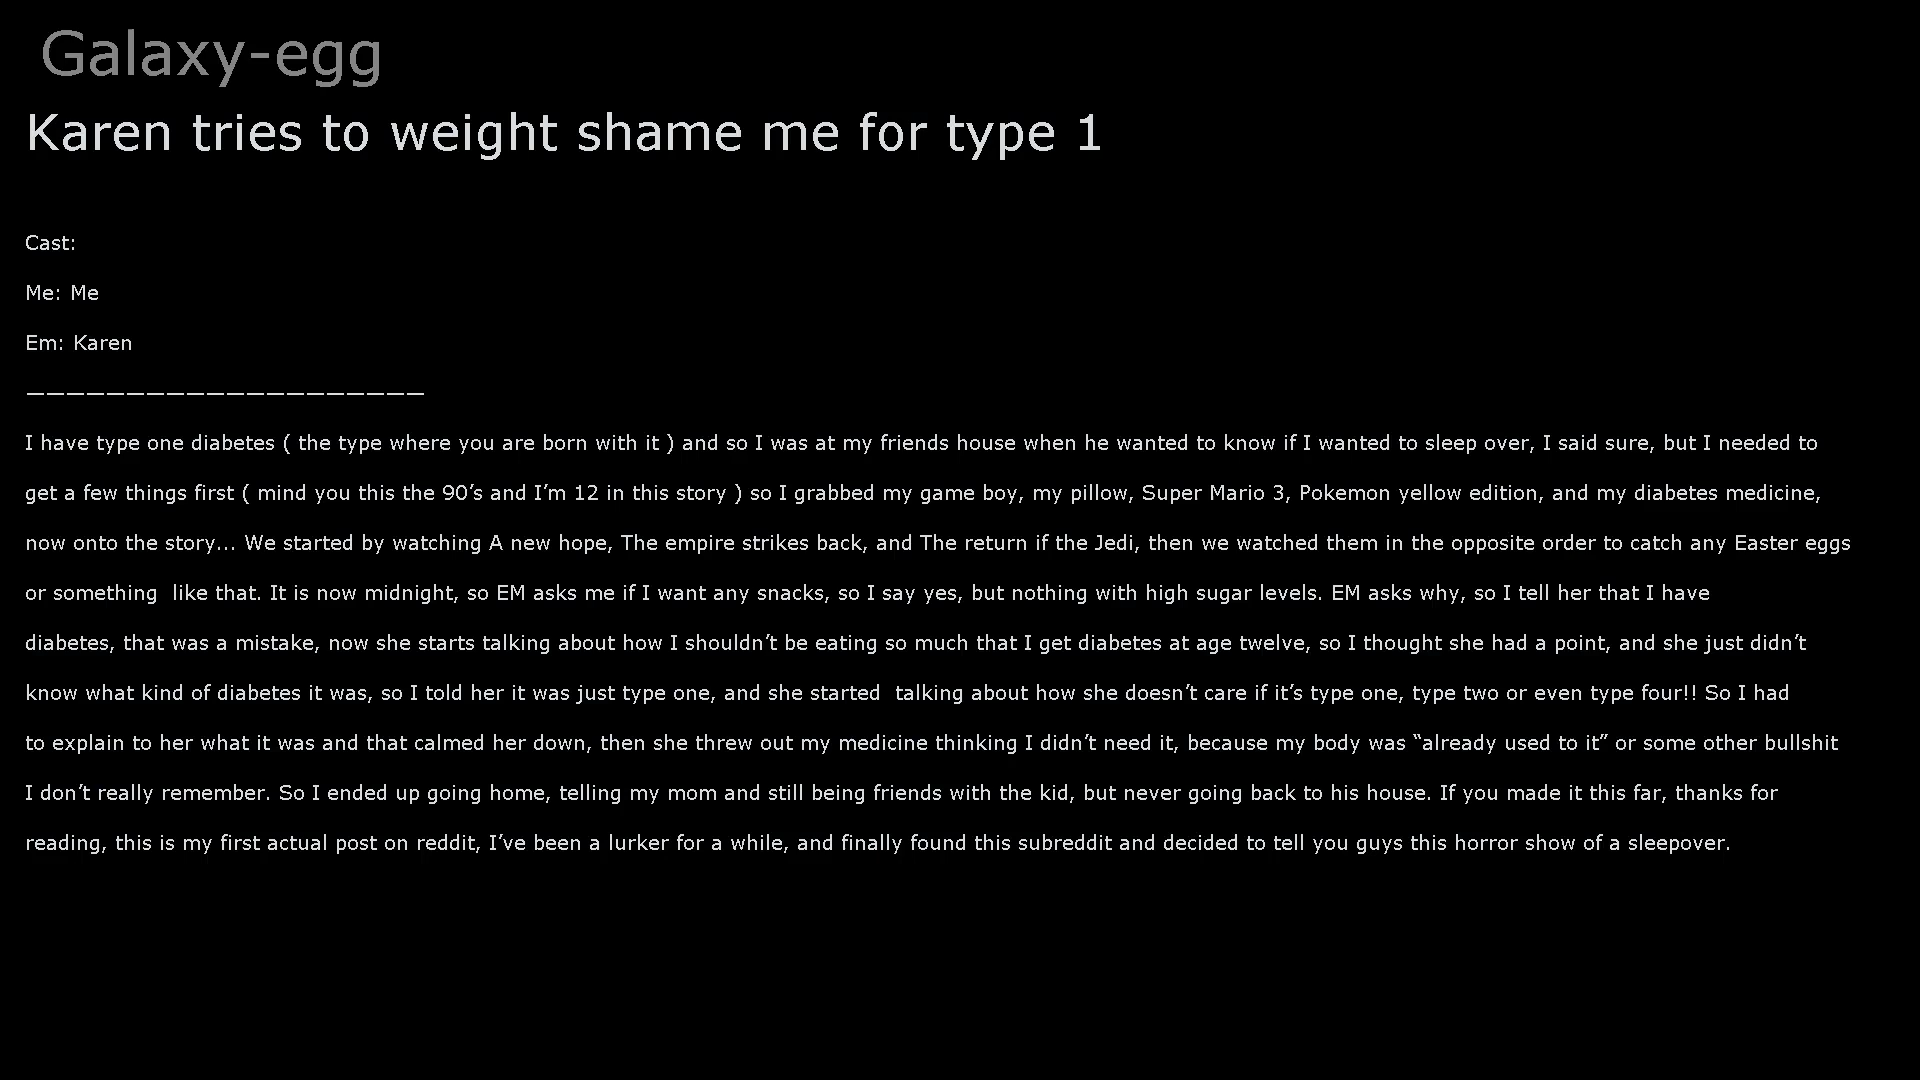 Galaxy-egg
Karen tries to weight shame me for type 1
Cast:
Me: Me
Em: Karen
————————————————————
I have type one diabetes ( the type where you are born with it ) and so I was at my friends house when he wanted to know if I wanted to sleep over, I said sure, but I needed to
get a few things first ( mind you this the 90’s and I’m 12 in this story ) so I grabbed my game boy, my pillow, Super Mario 3, Pokemon yellow edition, and my diabetes medicine,
now onto the story... We started by watching A new hope, The empire strikes back, and The return if the Jedi, then we watched them in the opposite order to catch any Easter eggs
or something  like that. It is now midnight, so EM asks me if I want any snacks, so I say yes, but nothing with high sugar levels. EM asks why, so I tell her that I have
diabetes, that was a mistake, now she starts talking about how I shouldn’t be eating so much that I get diabetes at age twelve, so I thought she had a point, and she just didn’t
know what kind of diabetes it was, so I told her it was just type one, and she started  talking about how she doesn’t care if it’s type one, type two or even type four!! So I had
to explain to her what it was and that calmed her down, then she threw out my medicine thinking I didn’t need it, because my body was “already used to it” or some other bullshit
I don’t really remember. So I ended up going home, telling my mom and still being friends with the kid, but never going back to his house. If you made it this far, thanks for
reading, this is my first actual post on reddit, I’ve been a lurker for a while, and finally found this subreddit and decided to tell you guys this horror show of a sleepover.